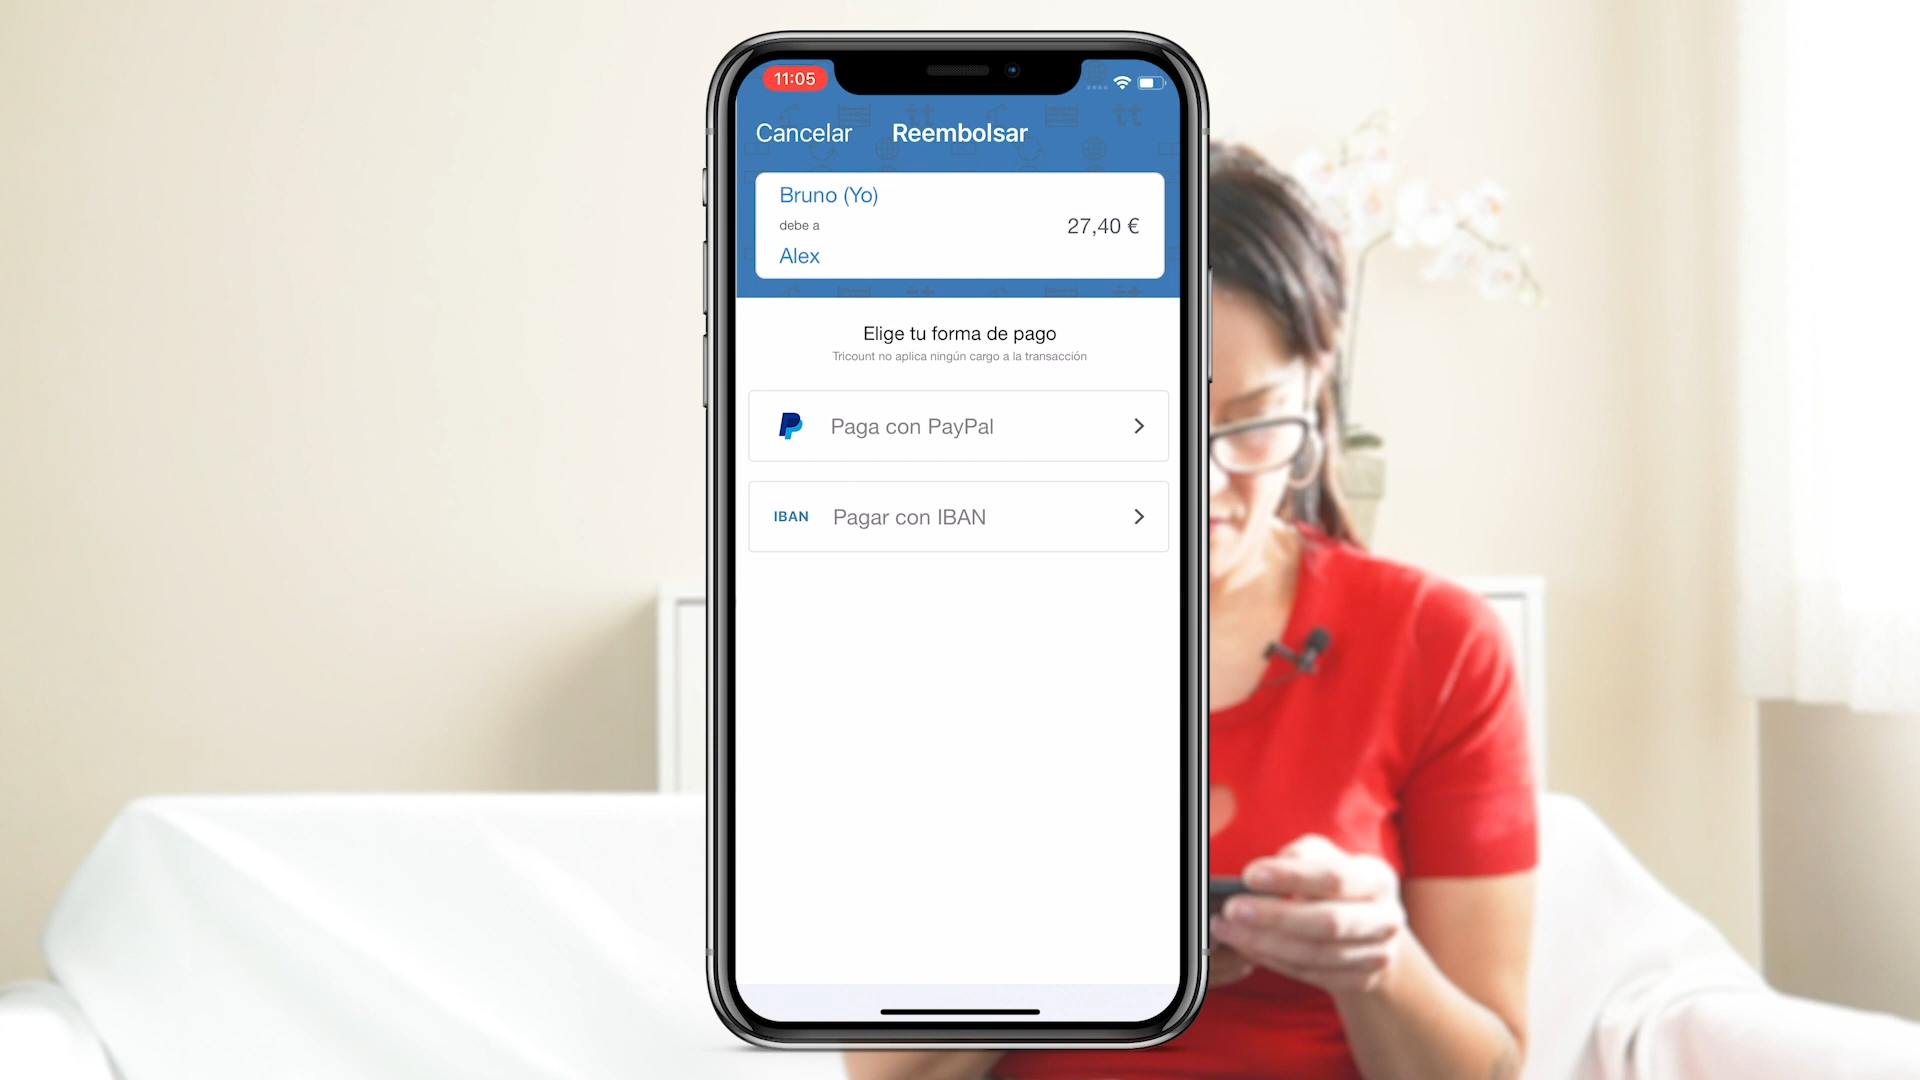 11:05
Cancelar
Reembolsar
Bruno (Yo)
debe a
27,40 €
Alex
Elige tu forma de pago
Tricount no aplica ningún cargo a la transacción
Paga con PayPal
IBAN
Pagar con IBAN